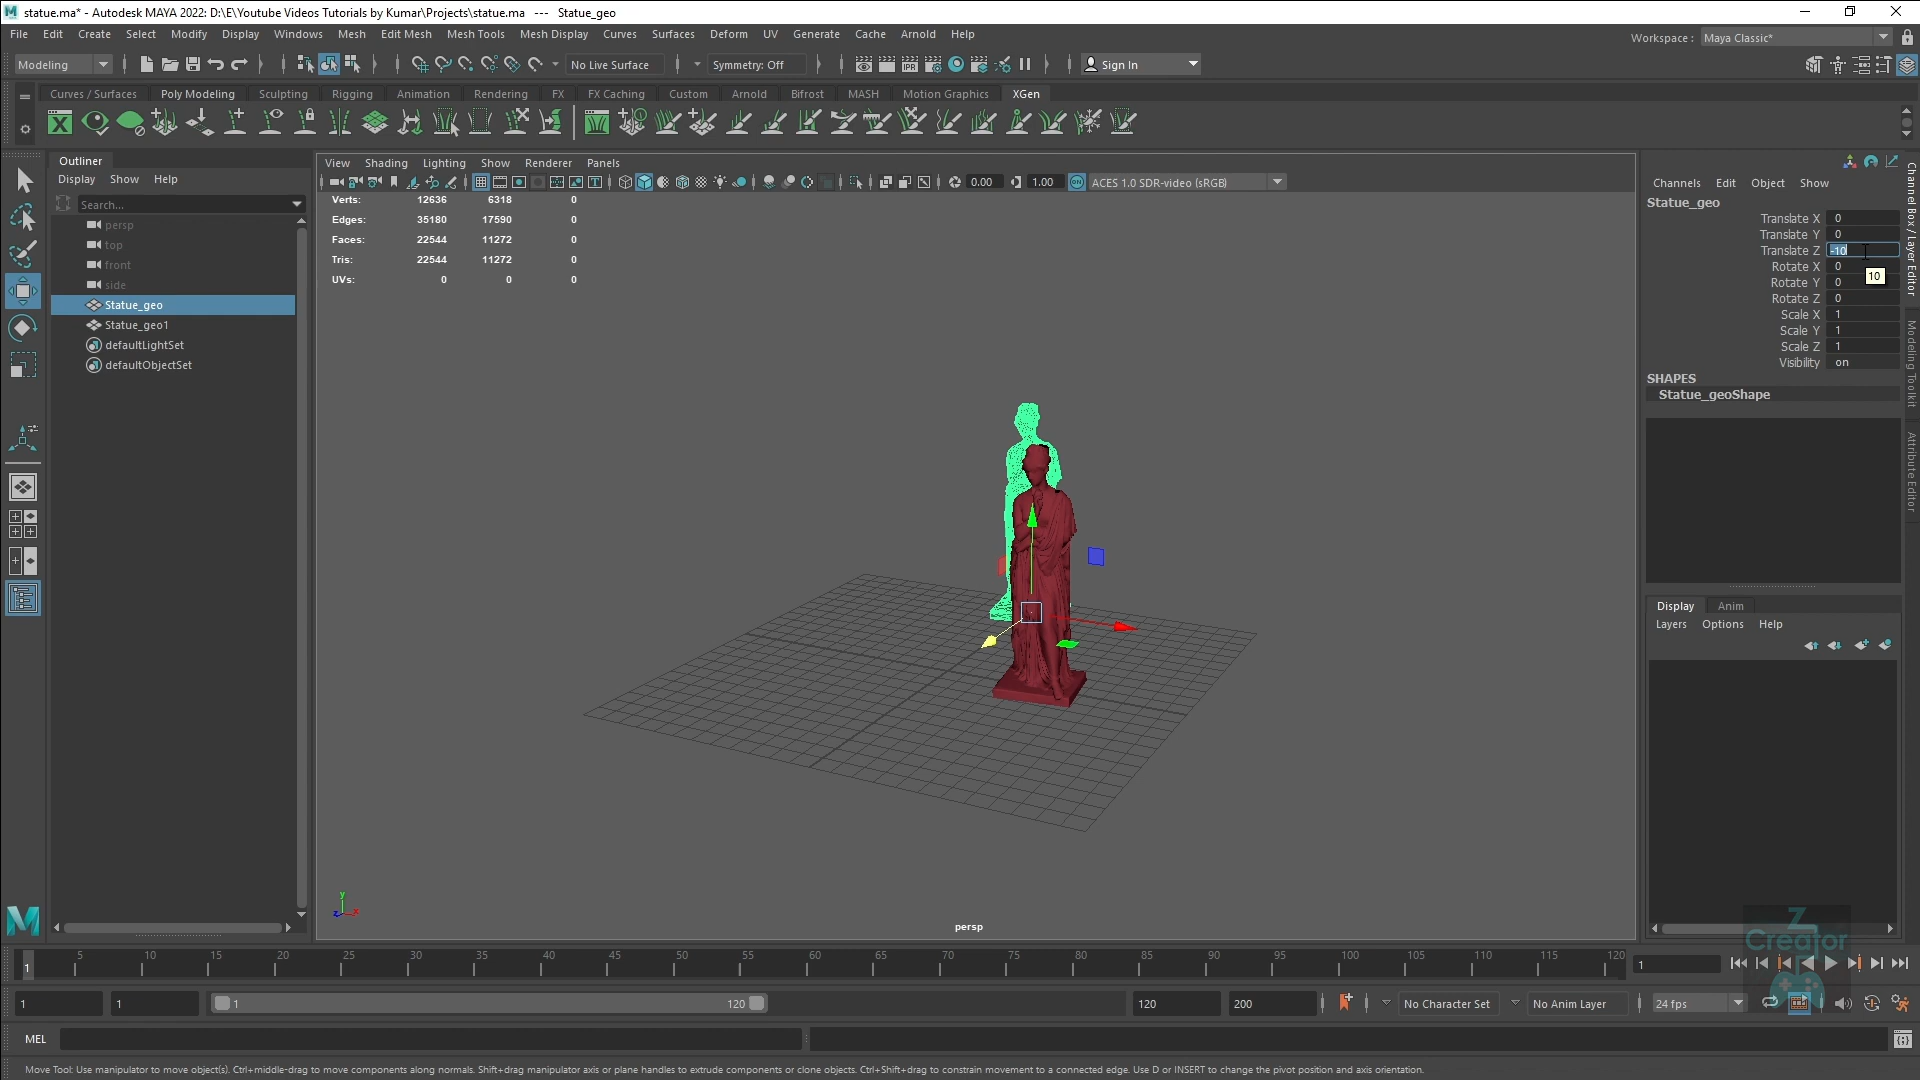 statue.ma* - Autodesk MAYA 2022: D:\E\Youtube Videos Tutorials by Kumar\Projects\statue.ma --- Statue_geo
File Edit Create Select Modify Display Windows Mesh Edit Mesh Mesh Tools Mesh Display Curves Surfaces Deform UV Generate Cache Arnold Help
Workspace : Maya Classic*
Modeling
No Live Surface
Symmetry: Off
IPR
Sign In
Curves / Surfaces Poly Modeling Sculpting Rigging Animation Rendering FX FX Caching Custom Arnold Bifrost MASH Motion Graphics XGen
Outliner
Display Show Help
Search...
persp
top
front
side
Statue_geo
Statue_geo1
defaultLightSet
defaultObjectSet
View Shading Lighting Show Renderer Panels
0.00
1.00
ON
ACES 1.0 SDR-video (sRGB)
Verts: 12636 6318 0
Edges: 35180 17590 0
Faces: 22544 11272 0
Tris: 22544 11272 0
UVs: 0 0 0
y
z
x
persp
Channels Edit Object Show
Statue_geo
Translate X 0
Translate Y 0
Translate Z -10
Rotate X 0
10
Rotate Y 0
Rotate Z 0
Scale X 1
Scale Y 1
Scale Z 1
Visibility on
SHAPES
Statue_geoShape
Channel Box / Layer Editor
Modeling Toolkit
Attribute Editor
Display Anim
Layers Options Help
Z
Creator
M
1 5 10 15 20 25 30 35 40 45 50 55 60 65 70 75 80 85 90 95 100 105 110 115 120
1
1 1 1 120 120 200
No Character Set
No Anim Layer
24 fps
MEL
Move Tool: Use manipulator to move object(s). Ctrl+middle-drag to move components along normals. Shift+drag manipulator axis or plane handles to extrude components or clone objects. Ctrl+Shift+drag to constrain movement to a connected edge. Use D or INSERT to change the pivot position and axis orientation.